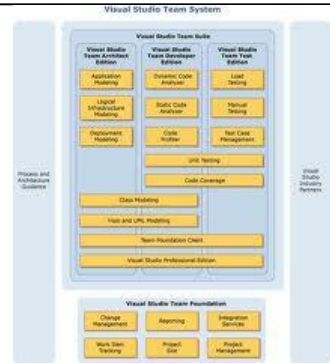 Visual Studio Team System
Visual Studio Team Suite
Visual Studio
Team Architect
Edition
Visual Studio
Team Developer
Edition
Visual Studio
Team Test
Edition
Application
Modeling
Dynamic Code
Analyzer
Load
Testing
Logical
Infrastructure
Modeling
Static Code
Analyzer
Manual
Testing
Deployment
Modeling
Code
Profiler
Test Case
Management
Unit Testing
Code Coverage
Class Modeling
Visio and UML Modeling
Team Foundation Client
Visual Studio Professional Edition
Process and
Architecture
Guidance
Visual
Studio
Industry
Partners
Visual Studio Team Foundation
Change
Management
Reporting
Integration
Services
Work Item
Tracking
Project
Site
Project
Management